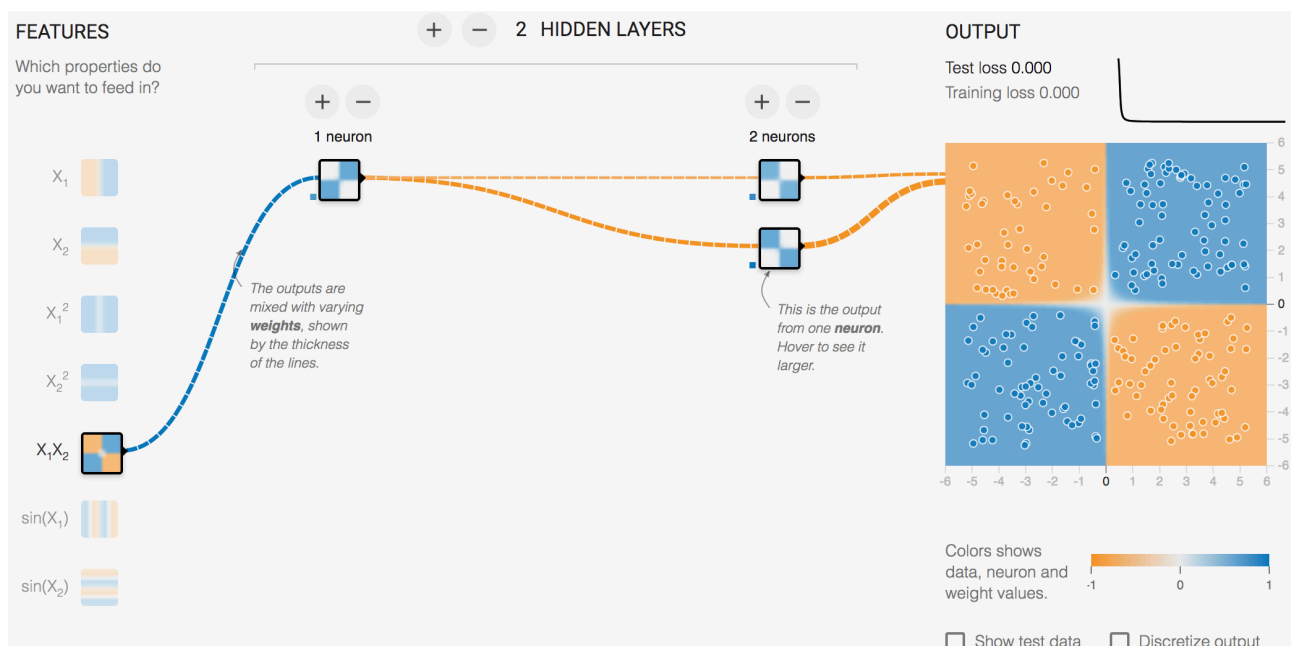 FEATURES
Which properties do
you want to feed in?
X1
X2
X1²
X2²
X1X2
sin(X1)
sin(X2)
+ − 2 HIDDEN LAYERS
+ −
1 neuron
+ −
2 neurons
The outputs are
mixed with varying
weights, shown
by the thickness
of the lines.
This is the output
from one neuron.
Hover to see it
larger.
OUTPUT
Test loss 0.000
Training loss 0.000
6
5
4
3
2
1
0
-1
-2
-3
-4
-5
-6
-6 -5 -4 -3 -2 -1 0 1 2 3 4 5 6
Colors shows
data, neuron and
weight values.
-1 0 1
Show test data
Discretize output